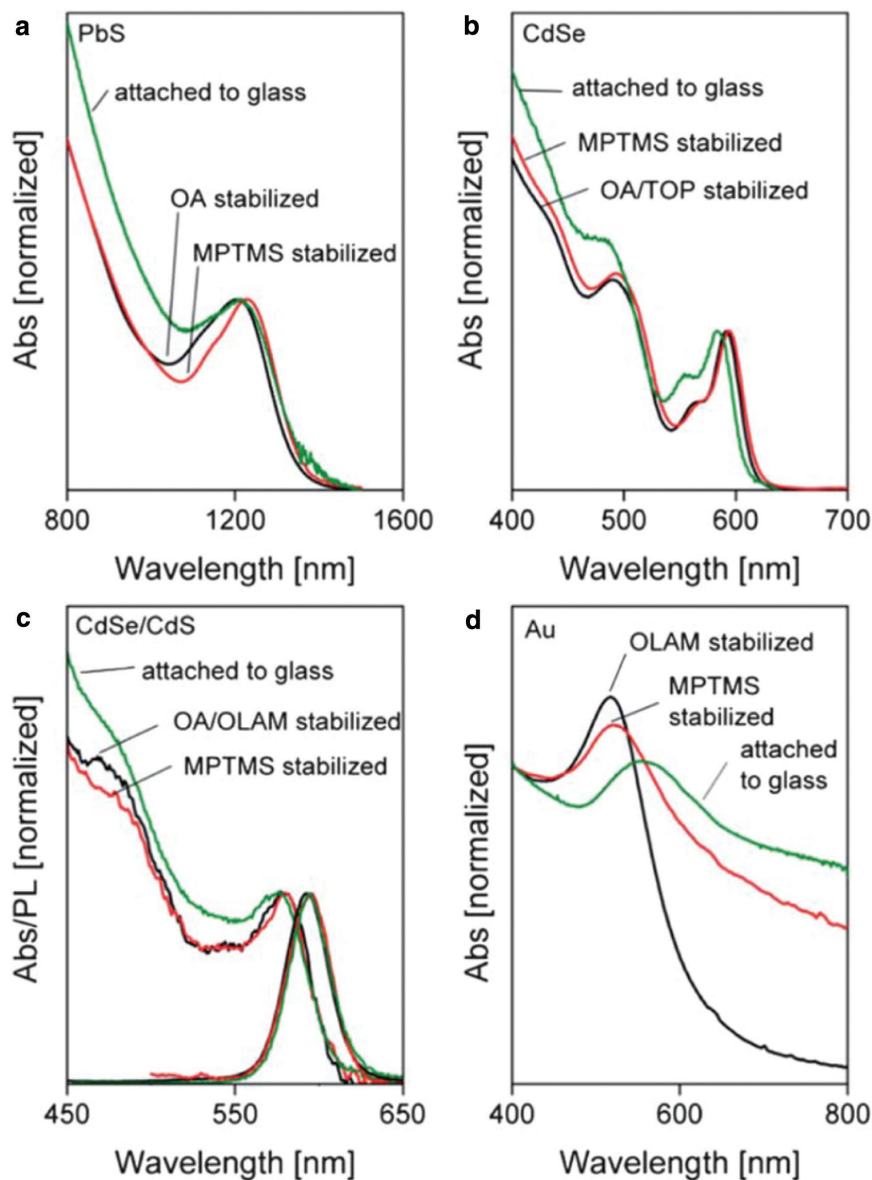 a
PbS
attached to glass
OA stabilized
MPTMS stabilized
Abs [normalized]
800
1200
1600
Wavelength [nm]
b
CdSe
attached to glass
MPTMS stabilized
OA/TOP stabilized
Abs [normalized]
400
500
600
700
Wavelength [nm]
c
CdSe/CdS
attached to glass
OA/OLAM stabilized
MPTMS stabilized
Abs/PL [normalized]
450
550
650
Wavelength [nm]
d
Au
OLAM stabilized
MPTMS
stabilized
attached
to glass
Abs [normalized]
400
600
800
Wavelength [nm]